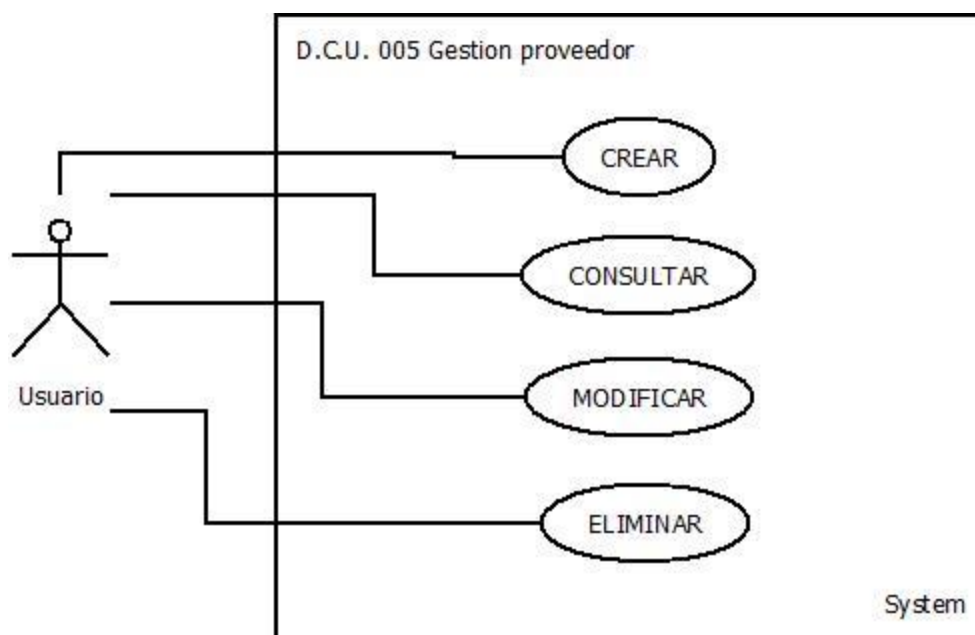 D.C.U. 005 Gestion proveedor
CREAR
CONSULTAR
MODIFICAR
Usuario
ELIMINAR
System